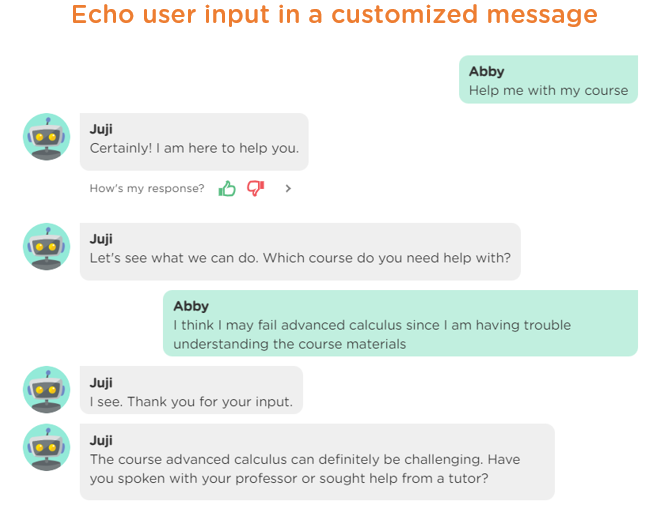 Echo user input in a customized message
Abby
Help me with my course
Juji
Certainly! I am here to help you.
How's my response?
Juji
Let's see what we can do. Which course do you need help with?
Abby
I think I may fail advanced calculus since I am having trouble
understanding the course materials
Juji
I see. Thank you for your input.
Juji
The course advanced calculus can definitely be challenging. Have
you spoken with your professor or sought help from a tutor?